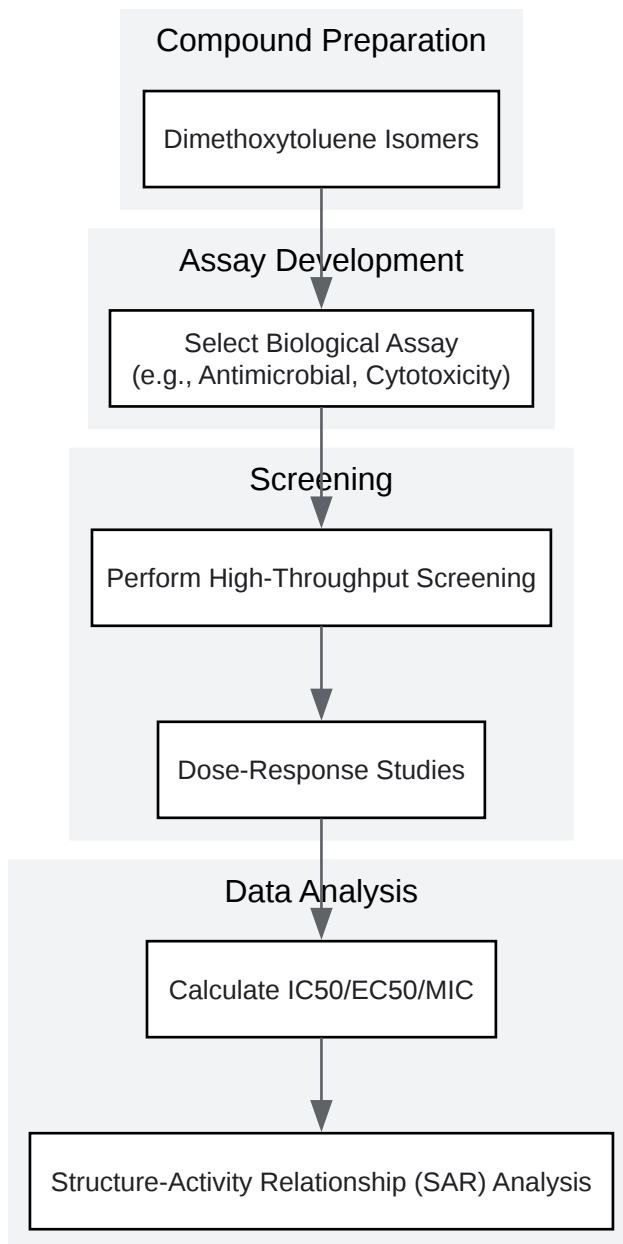 Compound Preparation
Dimethoxytoluene Isomers
Assay Development
Select Biological Assay
(e.g., Antimicrobial, Cytotoxicity)
Screening
Perform High-Throughput Screening
Dose-Response Studies
Data Analysis
Calculate IC50/EC50/MIC
Structure-Activity Relationship (SAR) Analysis